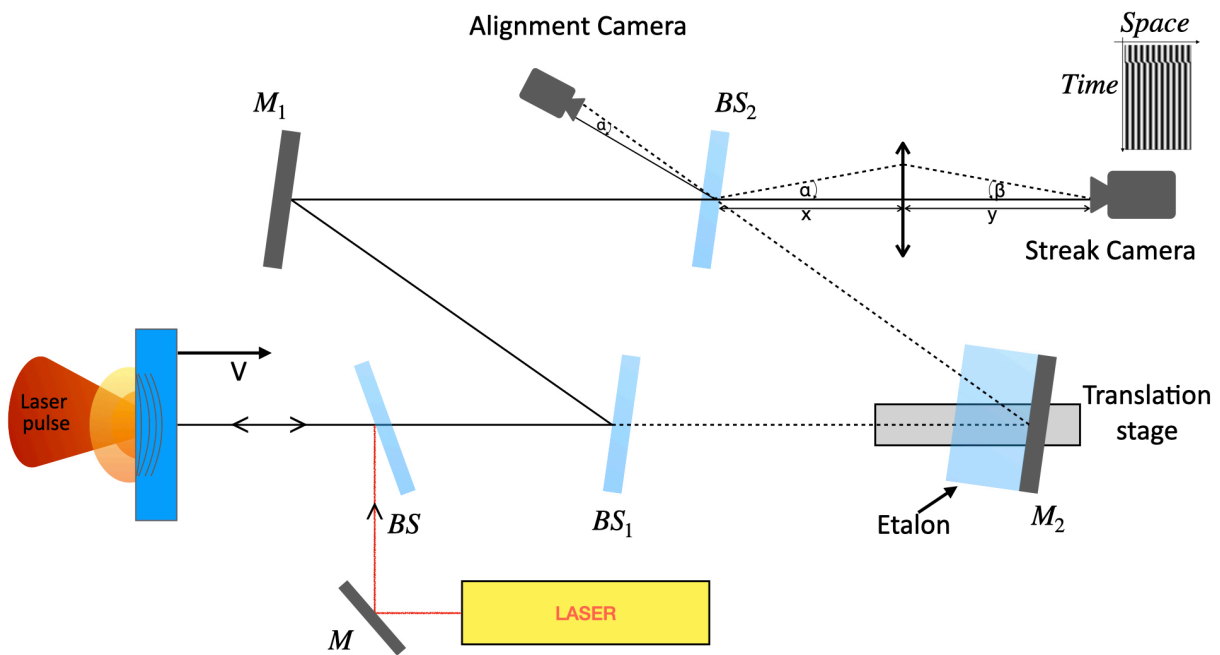 Alignment Camera
Space
Time
M₁
BS₂
α
α
β
x
y
Streak Camera
V
Laser
pulse
Translation
stage
BS
BS₁
Etalon
M₂
LASER
M